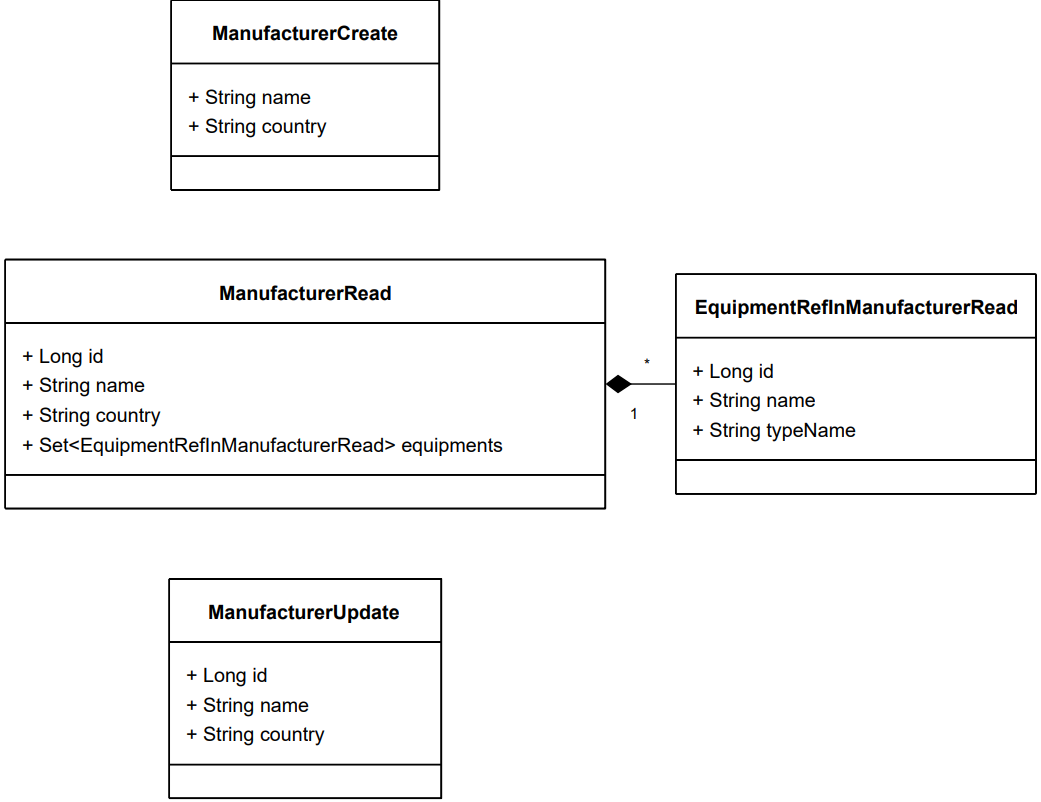 ManufacturerCreate
+ String name
+ String country
ManufacturerRead
+ Long id
+ String name
+ String country
+ Set<EquipmentRefInManufacturerRead> equipments
*
1
EquipmentRefInManufacturerRead
+ Long id
+ String name
+ String typeName
ManufacturerUpdate
+ Long id
+ String name
+ String country